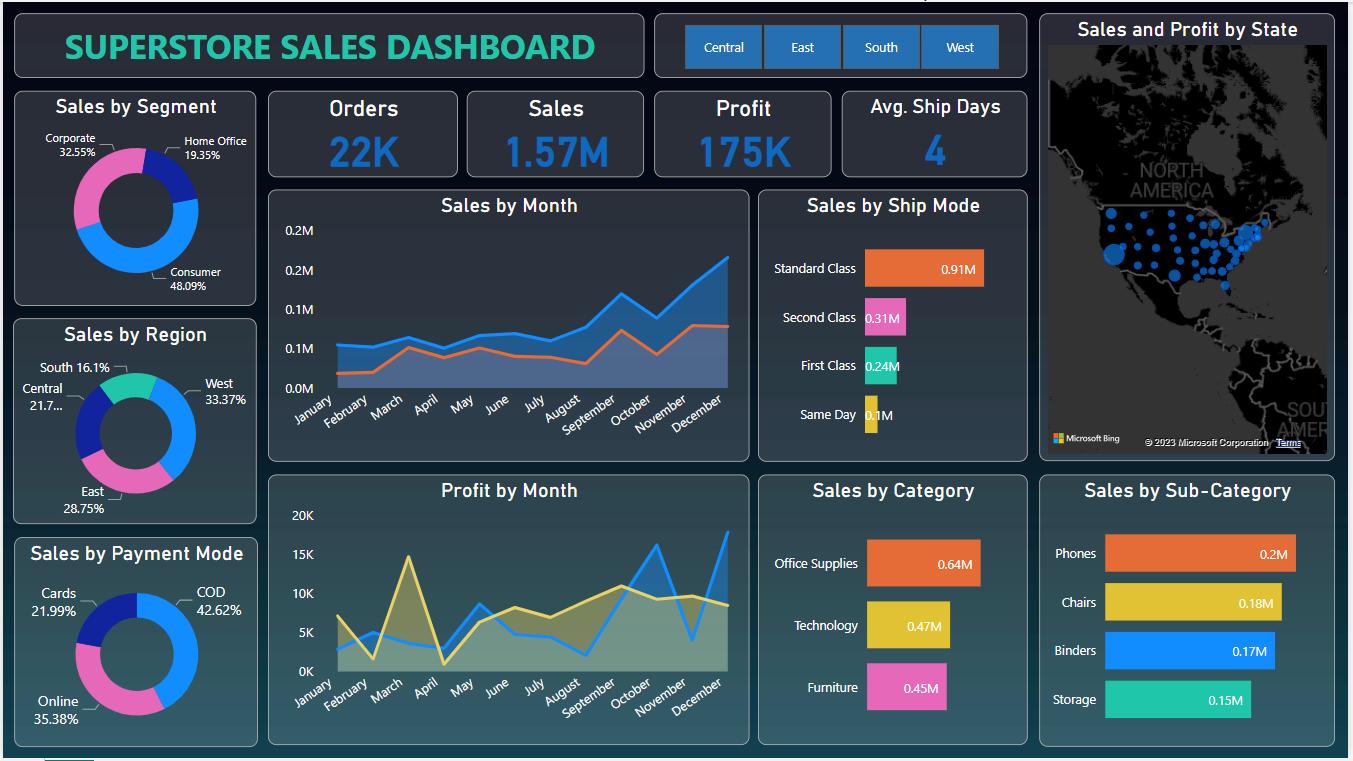 SUPERSTORE SALES DASHBOARD
Central
East
South
West
Sales and Profit by State
NORTH
AMERICA
SOUT
AMER
Microsoft Bing
© 2023 Microsoft Corporation
Terms
Sales by Segment
Corporate
32.55%
Home Office
19.35%
Consumer
48.09%
Orders
22K
Sales
1.57M
Profit
175K
Avg. Ship Days
4
Sales by Month
0.2M
0.2M
0.1M
0.1M
0.0M
January
February
March
April
May
June
July
August
September
October
November
December
Sales by Ship Mode
Standard Class
0.91M
Second Class
0.31M
First Class
0.24M
Same Day
0.1M
Sales by Region
South 16.1%
Central
21.7...
West
33.37%
East
28.75%
Sales by Payment Mode
Cards
21.99%
COD
42.62%
Online
35.38%
Profit by Month
20K
15K
10K
5K
0K
January
February
March
April
May
June
July
August
September
October
November
December
Sales by Category
Office Supplies
0.64M
Technology
0.47M
Furniture
0.45M
Sales by Sub-Category
Phones
0.2M
Chairs
0.18M
Binders
0.17M
Storage
0.15M